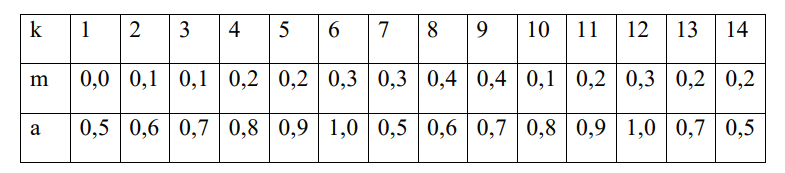 k 1 2 3 4 5 6 7 8 9 10 11 12 13 14
m 0,0 0,1 0,1 0,2 0,2 0,3 0,3 0,4 0,4 0,1 0,2 0,3 0,2 0,2
a 0,5 0,6 0,7 0,8 0,9 1,0 0,5 0,6 0,7 0,8 0,9 1,0 0,7 0,5